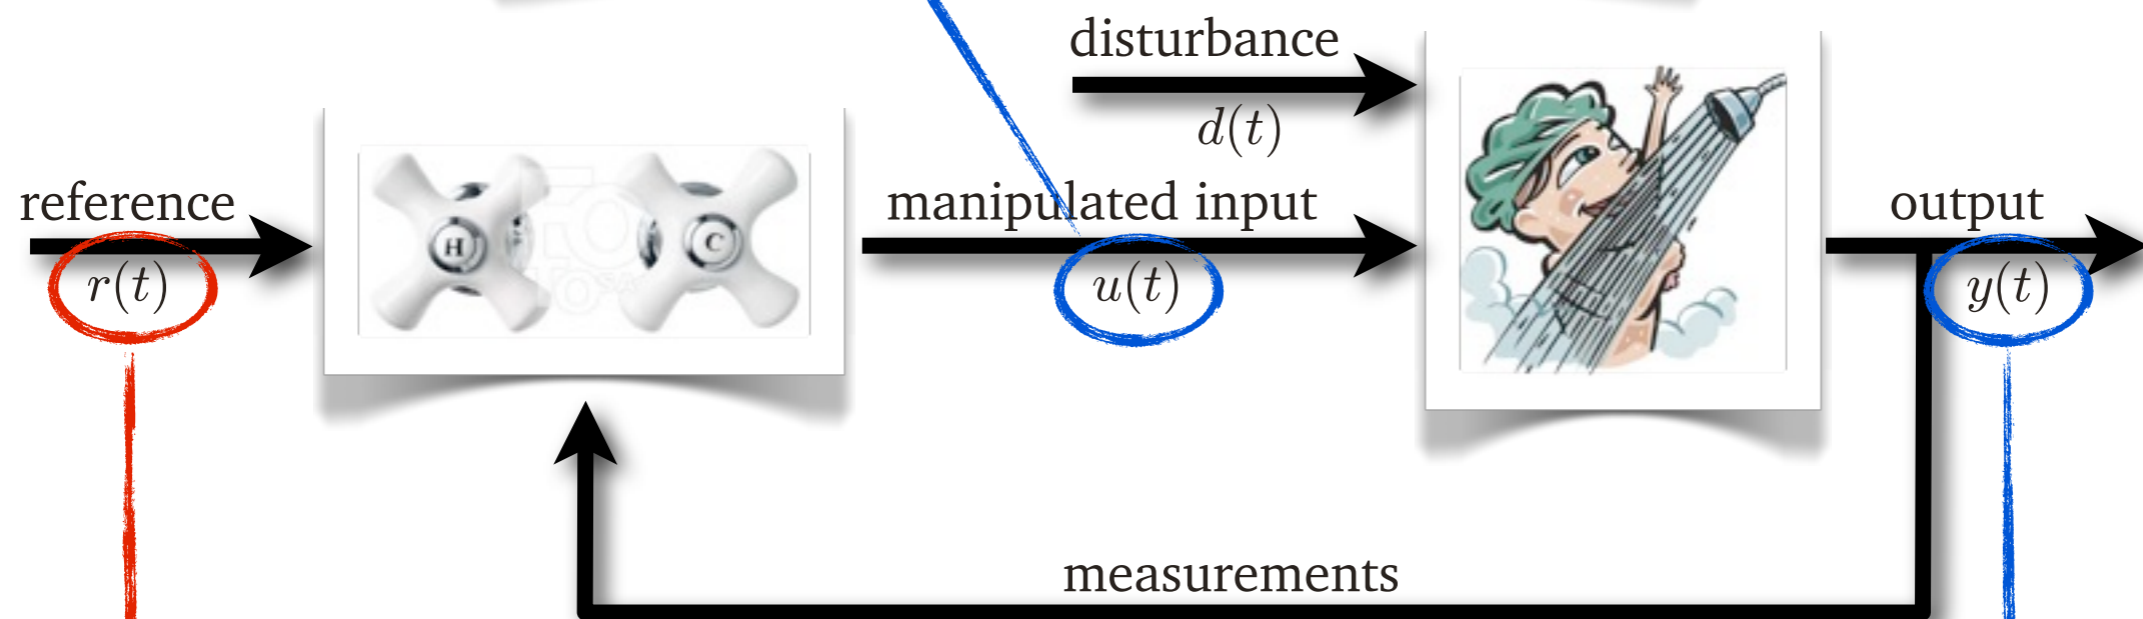 disturbance
d(t)
reference
r(t)
H
C
manipulated input
u(t)
output
y(t)
measurements